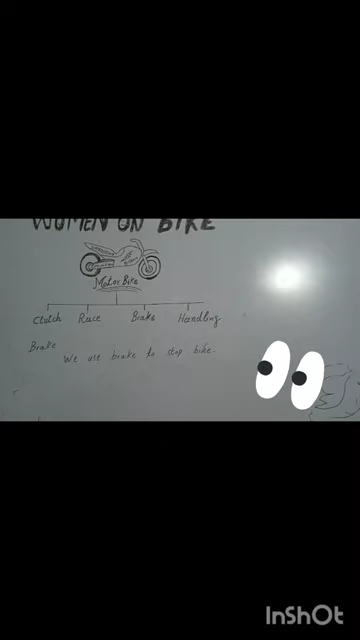 WOMEN ON BIKE
Motor Bike
Clutch Race Brake Handling
Brake
We use brake to stop bike.
InShOt